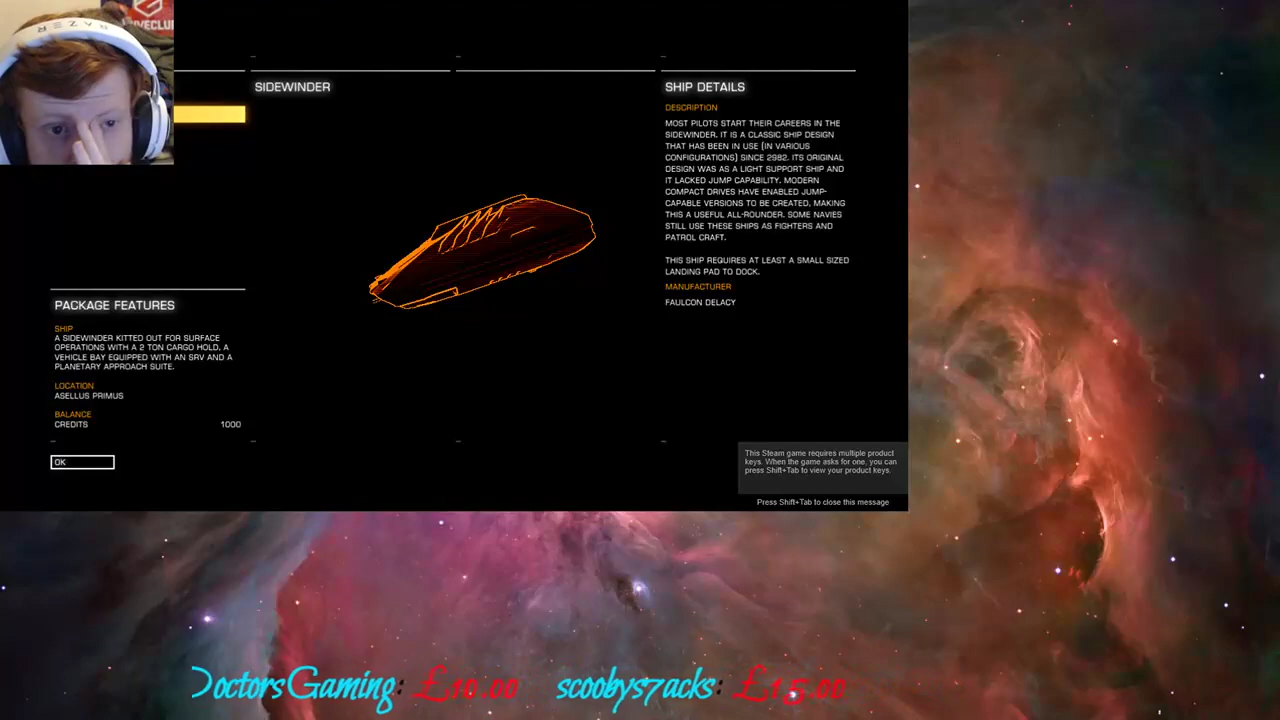 RAZER
SIDEWINDER
SHIP DETAILS
DESCRIPTION
MOST PILOTS START THEIR CAREERS IN THE
SIDEWINDER. IT IS A CLASSIC SHIP DESIGN
THAT HAS BEEN IN USE (IN VARIOUS
CONFIGURATIONS) SINCE 2982. ITS ORIGINAL
DESIGN WAS AS A LIGHT SUPPORT SHIP AND
IT LACKED JUMP CAPABILITY. MODERN
COMPACT DRIVES HAVE ENABLED JUMP-
CAPABLE VERSIONS TO BE CREATED, MAKING
THIS A USEFUL ALL-ROUNDER. SOME NAVIES
STILL USE THESE SHIPS AS FIGHTERS AND
PATROL CRAFT.
THIS SHIP REQUIRES AT LEAST A SMALL SIZED
LANDING PAD TO DOCK.
MANUFACTURER
FAULCON DELACY
PACKAGE FEATURES
SHIP
A SIDEWINDER KITTED OUT FOR SURFACE
OPERATIONS WITH A 2 TON CARGO HOLD, A
VEHICLE BAY EQUIPPED WITH AN SRV AND A
PLANETARY APPROACH SUITE.
LOCATION
ASELLUS PRIMUS
BALANCE
CREDITS 1000
OK
This Steam game requires multiple product
keys. When the game asks for one, you can
press Shift+Tab to view your product keys.
Press Shift+Tab to close this message
DoctorsGaming: £10.00 scoobys7acks: £15.00